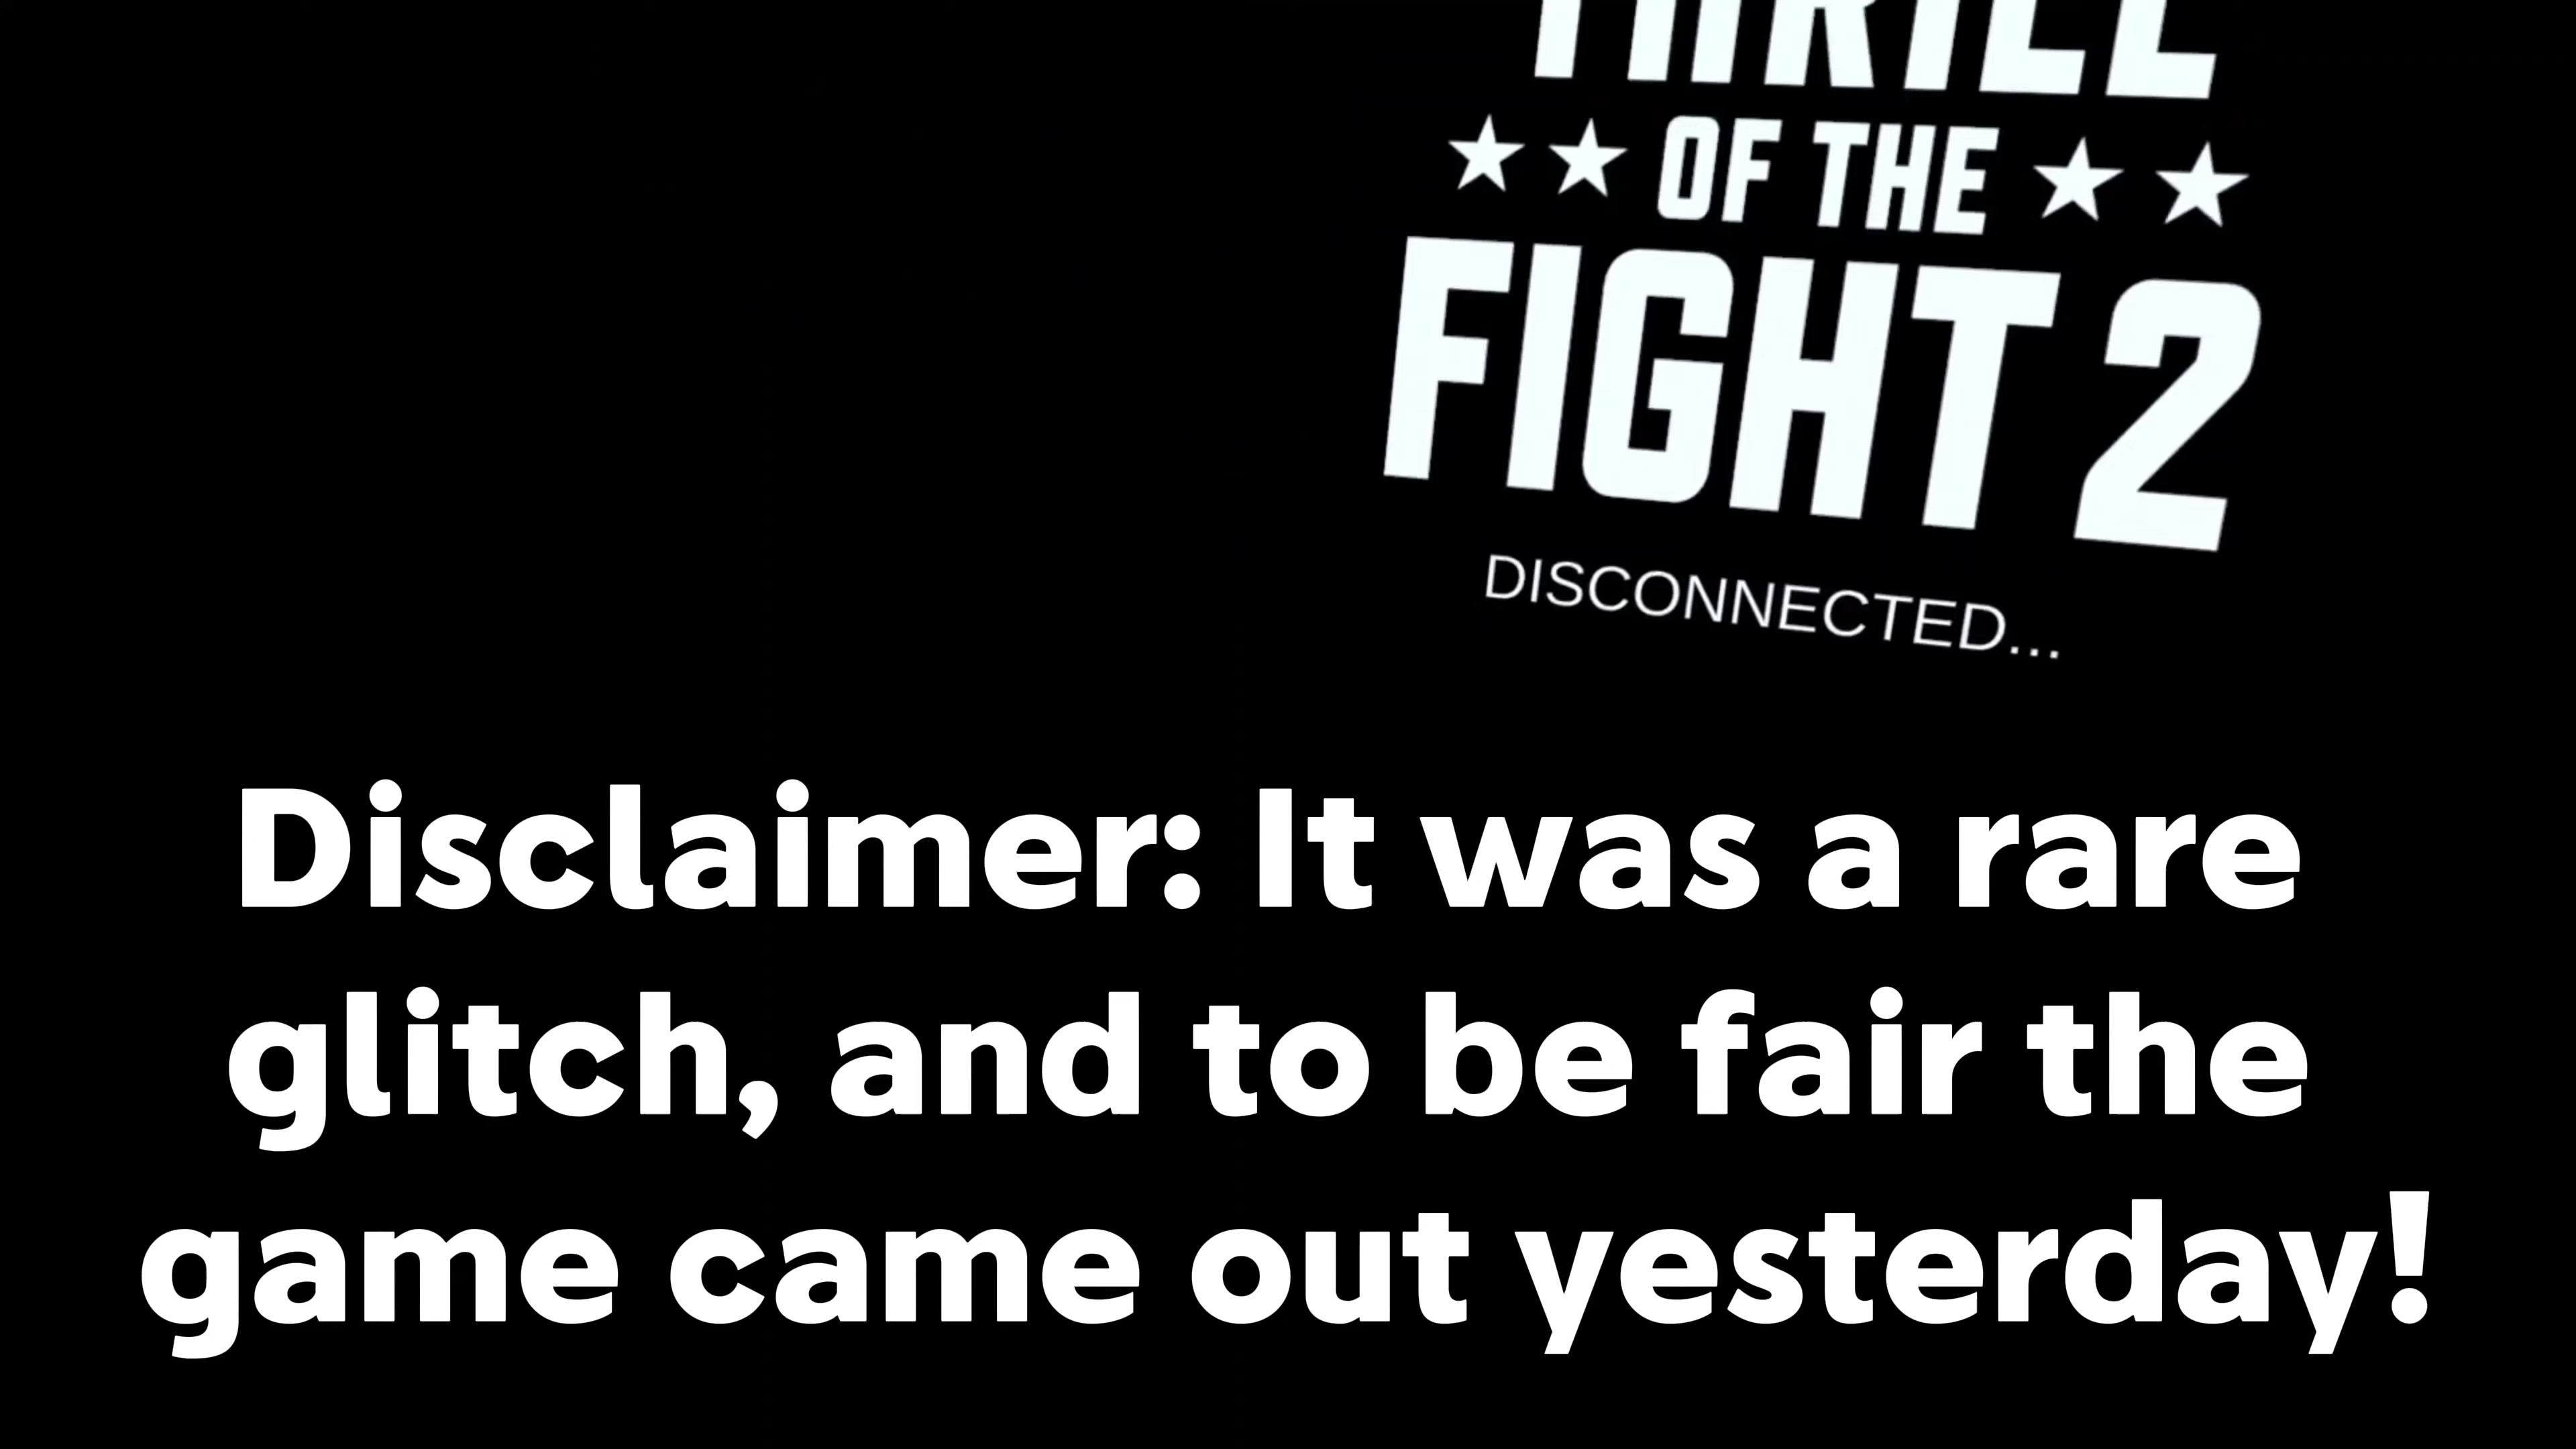 THRILL
★ ★ OF THE ★ ★
FIGHT 2
DISCONNECTED...
Disclaimer: It was a rare
glitch, and to be fair the
game came out yesterday!